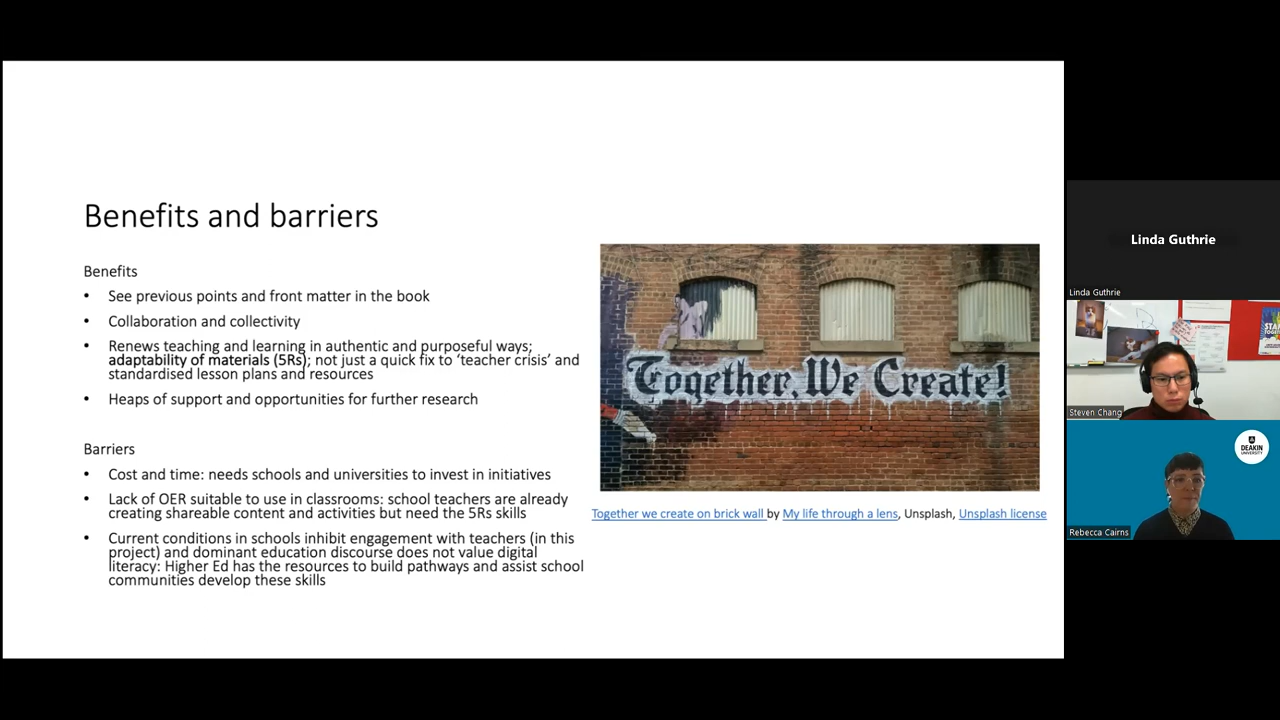 Benefits and barriers
Benefits
• See previous points and front matter in the book
• Collaboration and collectivity
• Renews teaching and learning in authentic and purposeful ways;
adaptability of materials (5Rs); not just a quick fix to ‘teacher crisis’ and
standardised lesson plans and resources
• Heaps of support and opportunities for further research
Barriers
• Cost and time: needs schools and universities to invest in initiatives
• Lack of OER suitable to use in classrooms: school teachers are already
creating shareable content and activities but need the 5Rs skills
• Current conditions in schools inhibit engagement with teachers (in this
project) and dominant education discourse does not value digital
literacy: Higher Ed has the resources to build pathways and assist school
communities develop these skills
Together, We Create!
Together we create on brick wall by My life through a lens, Unsplash, Unsplash license
Linda Guthrie
Linda Guthrie
Steven Chang
DEAKIN
UNIVERSITY
Rebecca Cairns